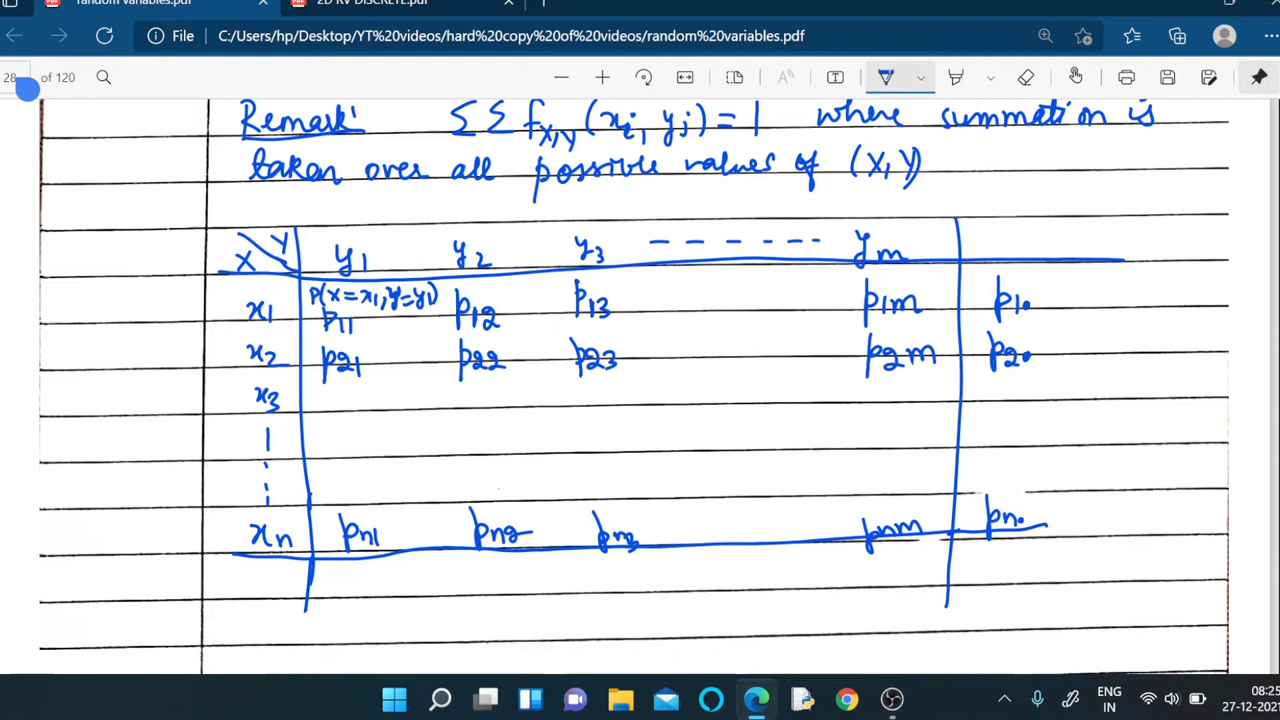 random variables.pdf
2D RV DISCRETE.pdf
File C:/Users/hp/Desktop/YT%20videos/hard%20copy%20of%20videos/random%20variables.pdf
28 of 120
Remark: ΣΣ f_{X,Y}(x_i, y_j) = 1 where summation is
taken over all possible values of (X, Y)
X Y y1 y2 y3 ------ ym
x1 P(X=x1, Y=y1) p11 p12 p13 p1m p1.
x2 p21 p22 p23 p2m p2.
x3
xn pn1 pn2 pn3 pnm pn.
ENG 08:25
IN 27-12-2021